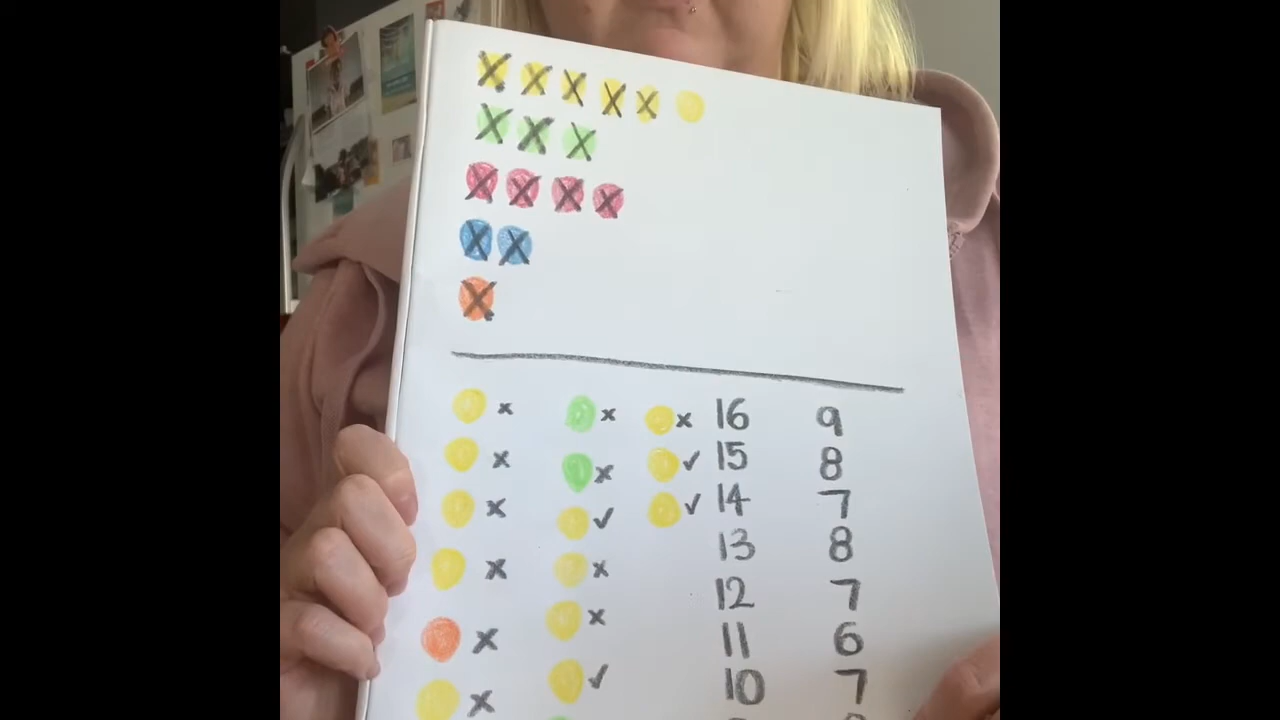 X X X X X
X X X
X X X X
X X
X
x x x 16 9
x x ✓ 15 8
x ✓ ✓ 14 7
x x 13 8
x 12 7
x 11 6
x ✓ 10 7